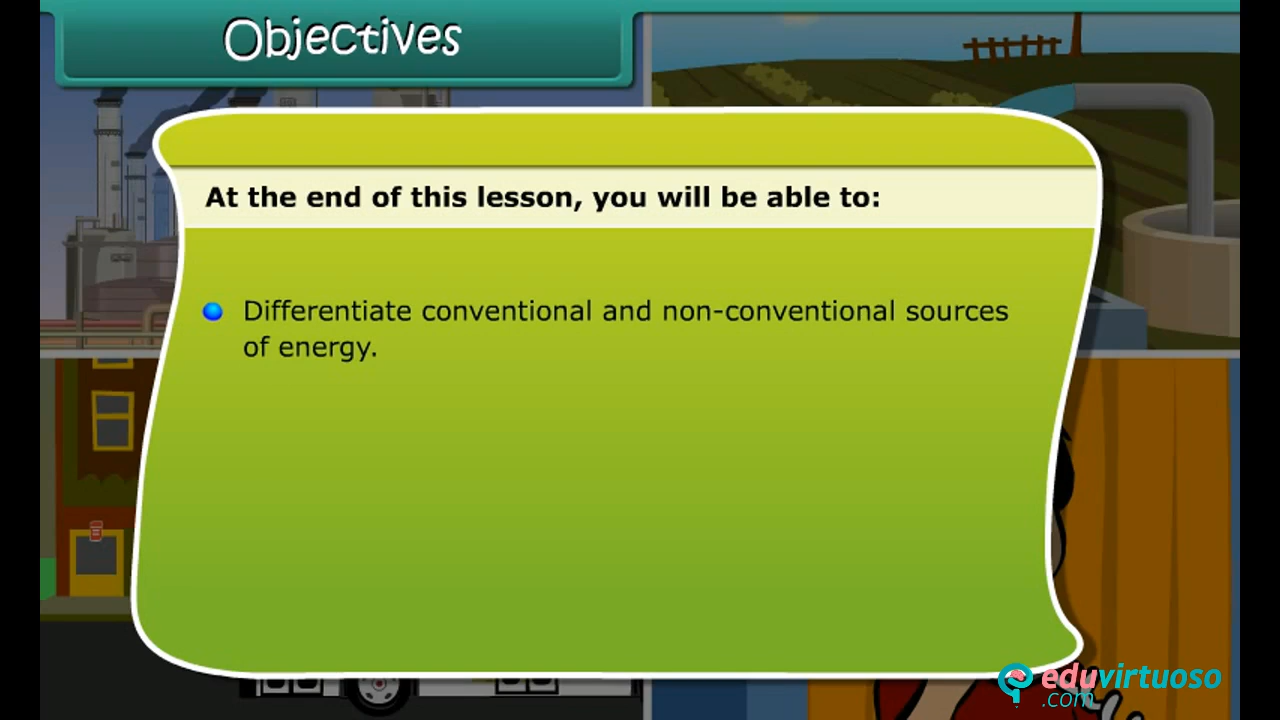 Objectives
At the end of this lesson, you will be able to:
Differentiate conventional and non-conventional sources
of energy.
eduvirtuoso
.com